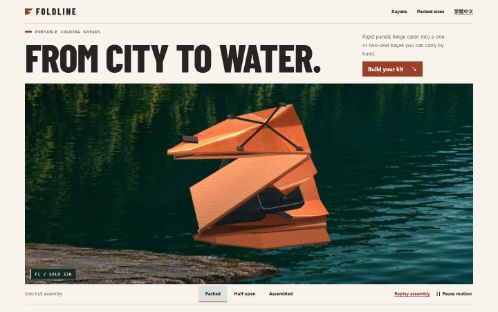 FOLDLINE
Kayaks
Packed sizes
繁體中文
PORTABLE FOLDING KAYAKS
FROM CITY TO WATER.
Rigid panels hinge open into a one-
or two-seat kayak you can carry by
hand.
Build your kit
F1 / SOLO 330
Solo hull assembly
Packed
Half open
Assembled
Replay assembly
Pause motion